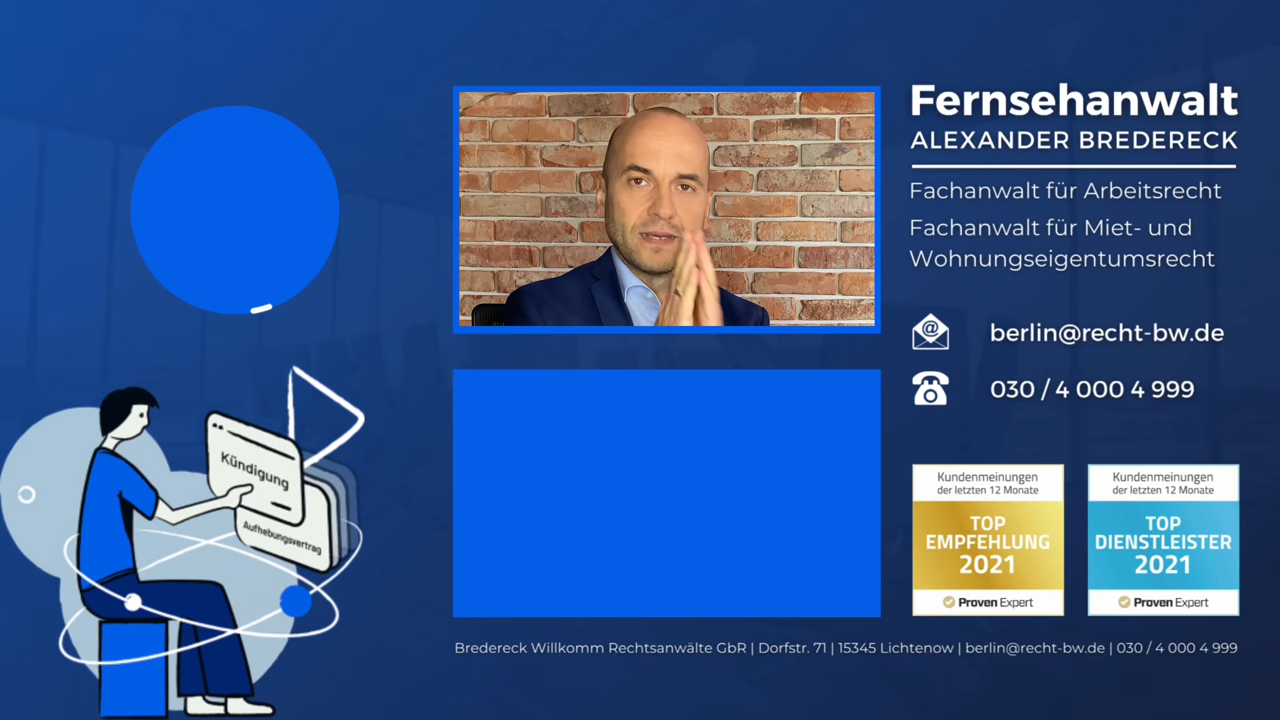 Fernsehanwalt
ALEXANDER BREDERECK
Fachanwalt für Arbeitsrecht
Fachanwalt für Miet- und
Wohnungseigentumsrecht
berlin@recht-bw.de
030 / 4 000 4 999
Kündigung
Aufhebungsvertrag
Kundenmeinungen
der letzten 12 Monate
TOP
EMPFEHLUNG
2021
Proven Expert
Kundenmeinungen
der letzten 12 Monate
TOP
DIENSTLEISTER
2021
Proven Expert
Bredereck Willkomm Rechtsanwälte GbR | Dorfstr. 71 | 15345 Lichtenow | berlin@recht-bw.de | 030 / 4 000 4 999